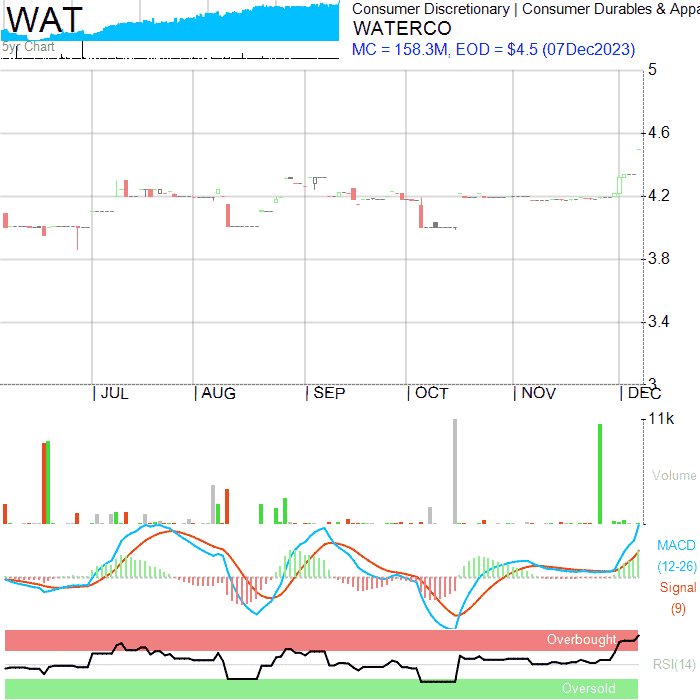 WAT
5yr Chart
Consumer Discretionary | Consumer Durables & Appa
WATERCO
MC = 158.3M, EOD = $4.5 (07Dec2023)
5
4.6
4.2
3.8
3.4
3
JUL AUG SEP OCT NOV DEC
11k
Volume
MACD
(12-26)
Signal
(9)
Overbought
RSI(14)
Oversold